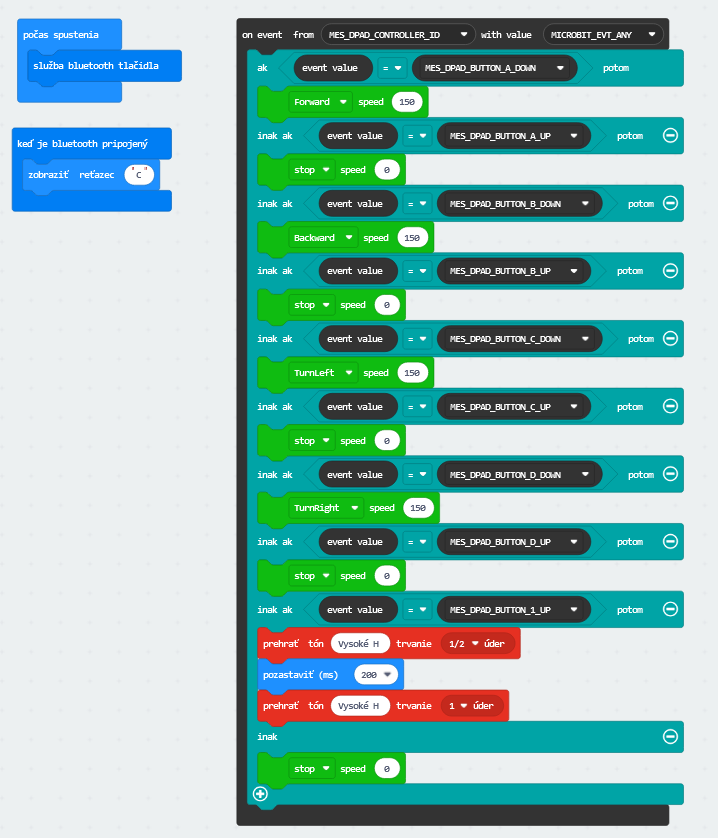 počas spustenia
služba bluetooth tlačidla
keď je bluetooth pripojený
zobraziť reťazec "C"
on event from MES_DPAD_CONTROLLER_ID with value MICROBIT_EVT_ANY
ak event value = MES_DPAD_BUTTON_A_DOWN potom
Forward speed 150
inak ak event value = MES_DPAD_BUTTON_A_UP potom
stop speed 0
inak ak event value = MES_DPAD_BUTTON_B_DOWN potom
Backward speed 150
inak ak event value = MES_DPAD_BUTTON_B_UP potom
stop speed 0
inak ak event value = MES_DPAD_BUTTON_C_DOWN potom
TurnLeft speed 150
inak ak event value = MES_DPAD_BUTTON_C_UP potom
stop speed 0
inak ak event value = MES_DPAD_BUTTON_D_DOWN potom
TurnRight speed 150
inak ak event value = MES_DPAD_BUTTON_D_UP potom
stop speed 0
inak ak event value = MES_DPAD_BUTTON_1_UP potom
prehrať tón Vysoké H trvanie 1/2 úder
pozastaviť (ms) 200
prehrať tón Vysoké H trvanie 1 úder
inak
stop speed 0